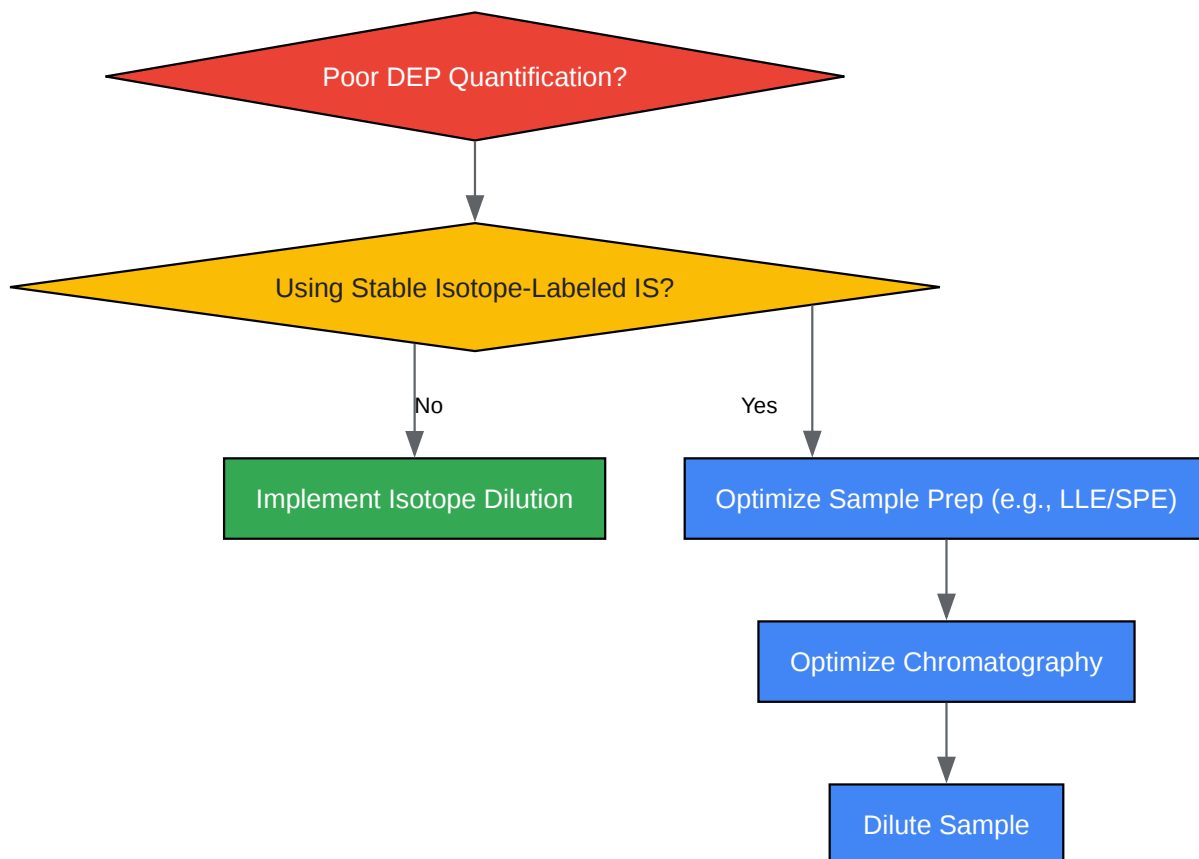 Poor DEP Quantification?
Using Stable Isotope-Labeled IS?
No
Yes
Implement Isotope Dilution
Optimize Sample Prep (e.g., LLE/SPE)
Optimize Chromatography
Dilute Sample